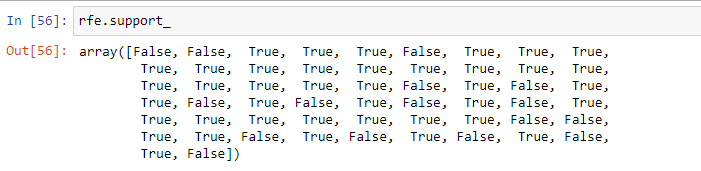 In [56]: rfe.support_
Out[56]: array([False, False, True, True, True, False, True, True, True,
True, True, True, True, True, True, True, True, True,
True, True, True, True, True, False, True, False, True,
True, False, True, False, True, False, True, False, True,
True, True, True, True, True, True, True, False, False,
True, True, False, True, False, True, False, True, False,
True, False])